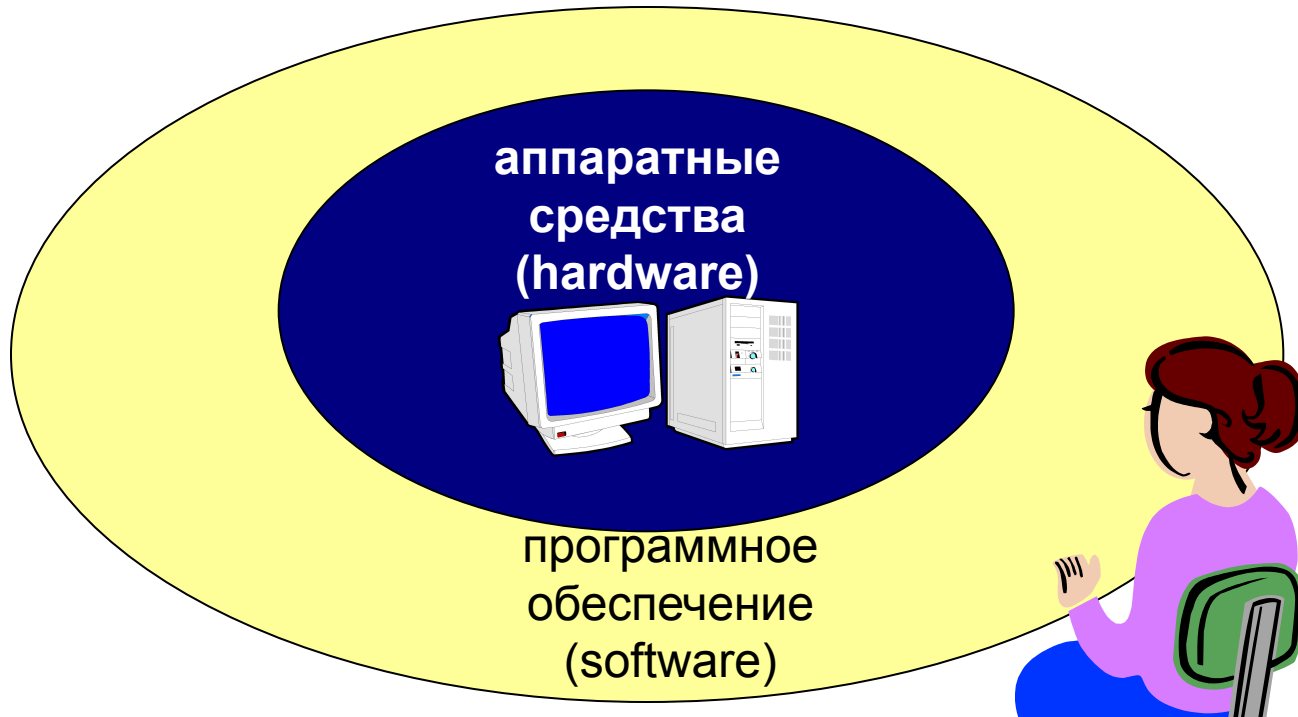 аппаратные
средства
(hardware)
программное
обеспечение
(software)